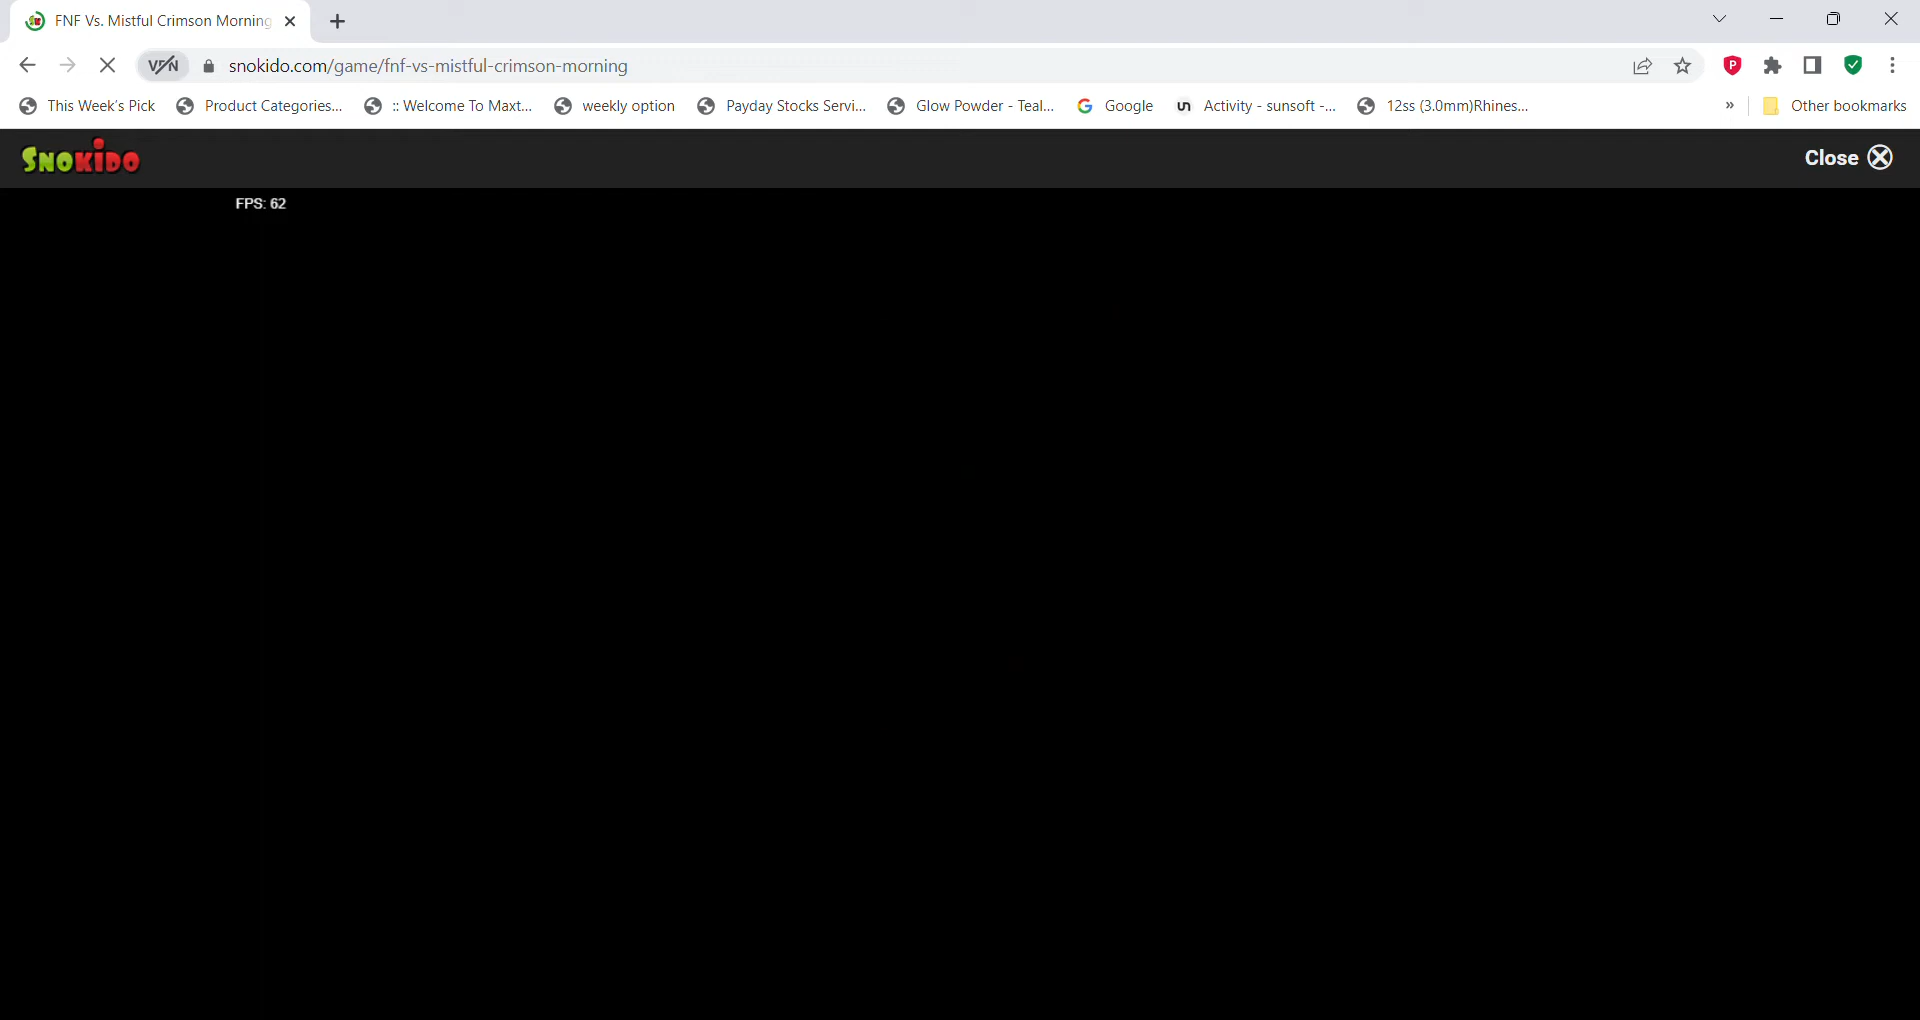 FNF Vs. Mistful Crimson Morning
VPN
snokido.com/game/fnf-vs-mistful-crimson-morning
This Week's Pick
Product Categories...
:: Welcome To Maxt...
weekly option
Payday Stocks Servi...
Glow Powder - Teal...
Google
un
Activity - sunsoft -...
12ss (3.0mm)Rhines...
»
Other bookmarks
SNOKIDO
Close
FPS: 62